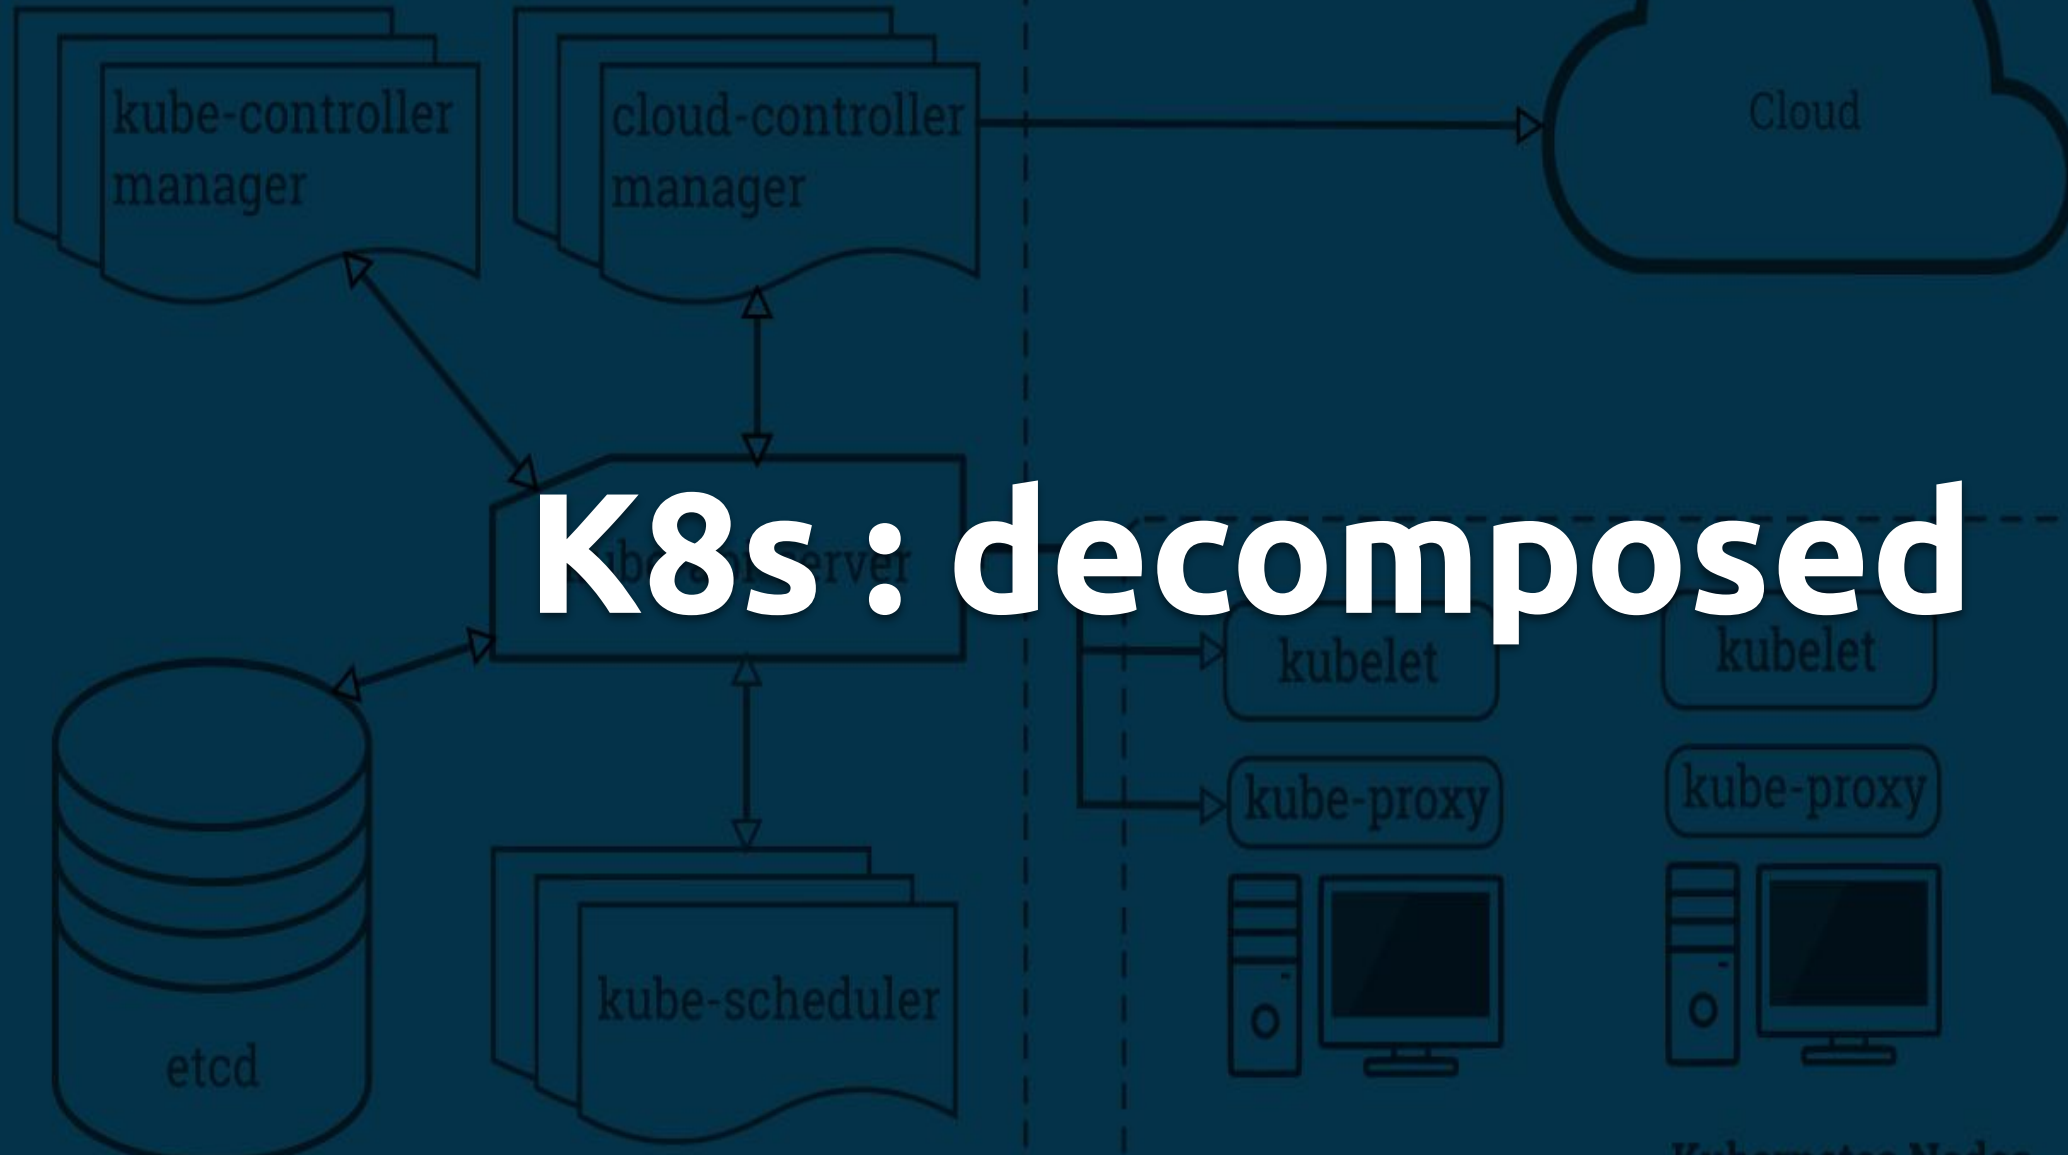 kube-controller
manager
cloud-controller
manager
Cloud
K8s : decomposed
kubelet
kubelet
kube-proxy
kube-proxy
kube-scheduler
etcd